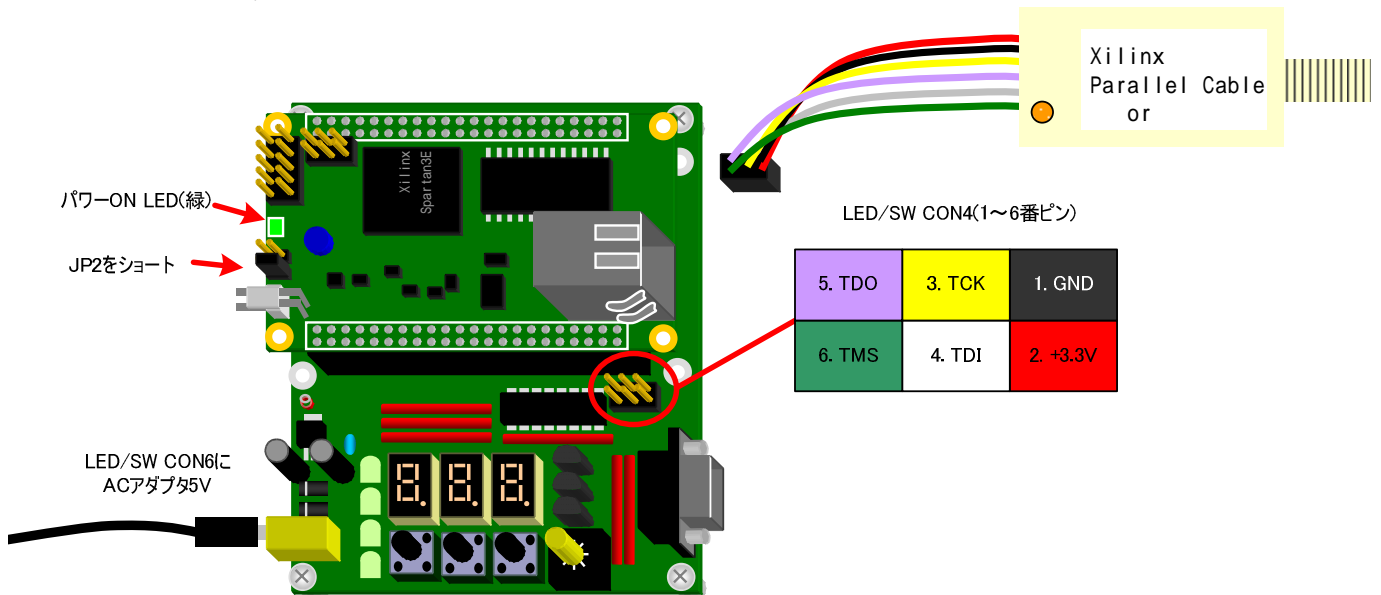 Xilinx
Parallel Cable
or
Xilinx
Spartan3E
パワーON LED(緑)
JP2をショート
LED/SW CON4(1～6番ピン)
5. TDO
3. TCK
1. GND
6. TMS
4. TDI
2. +3.3V
LED/SW CON6に
ACアダプタ5V